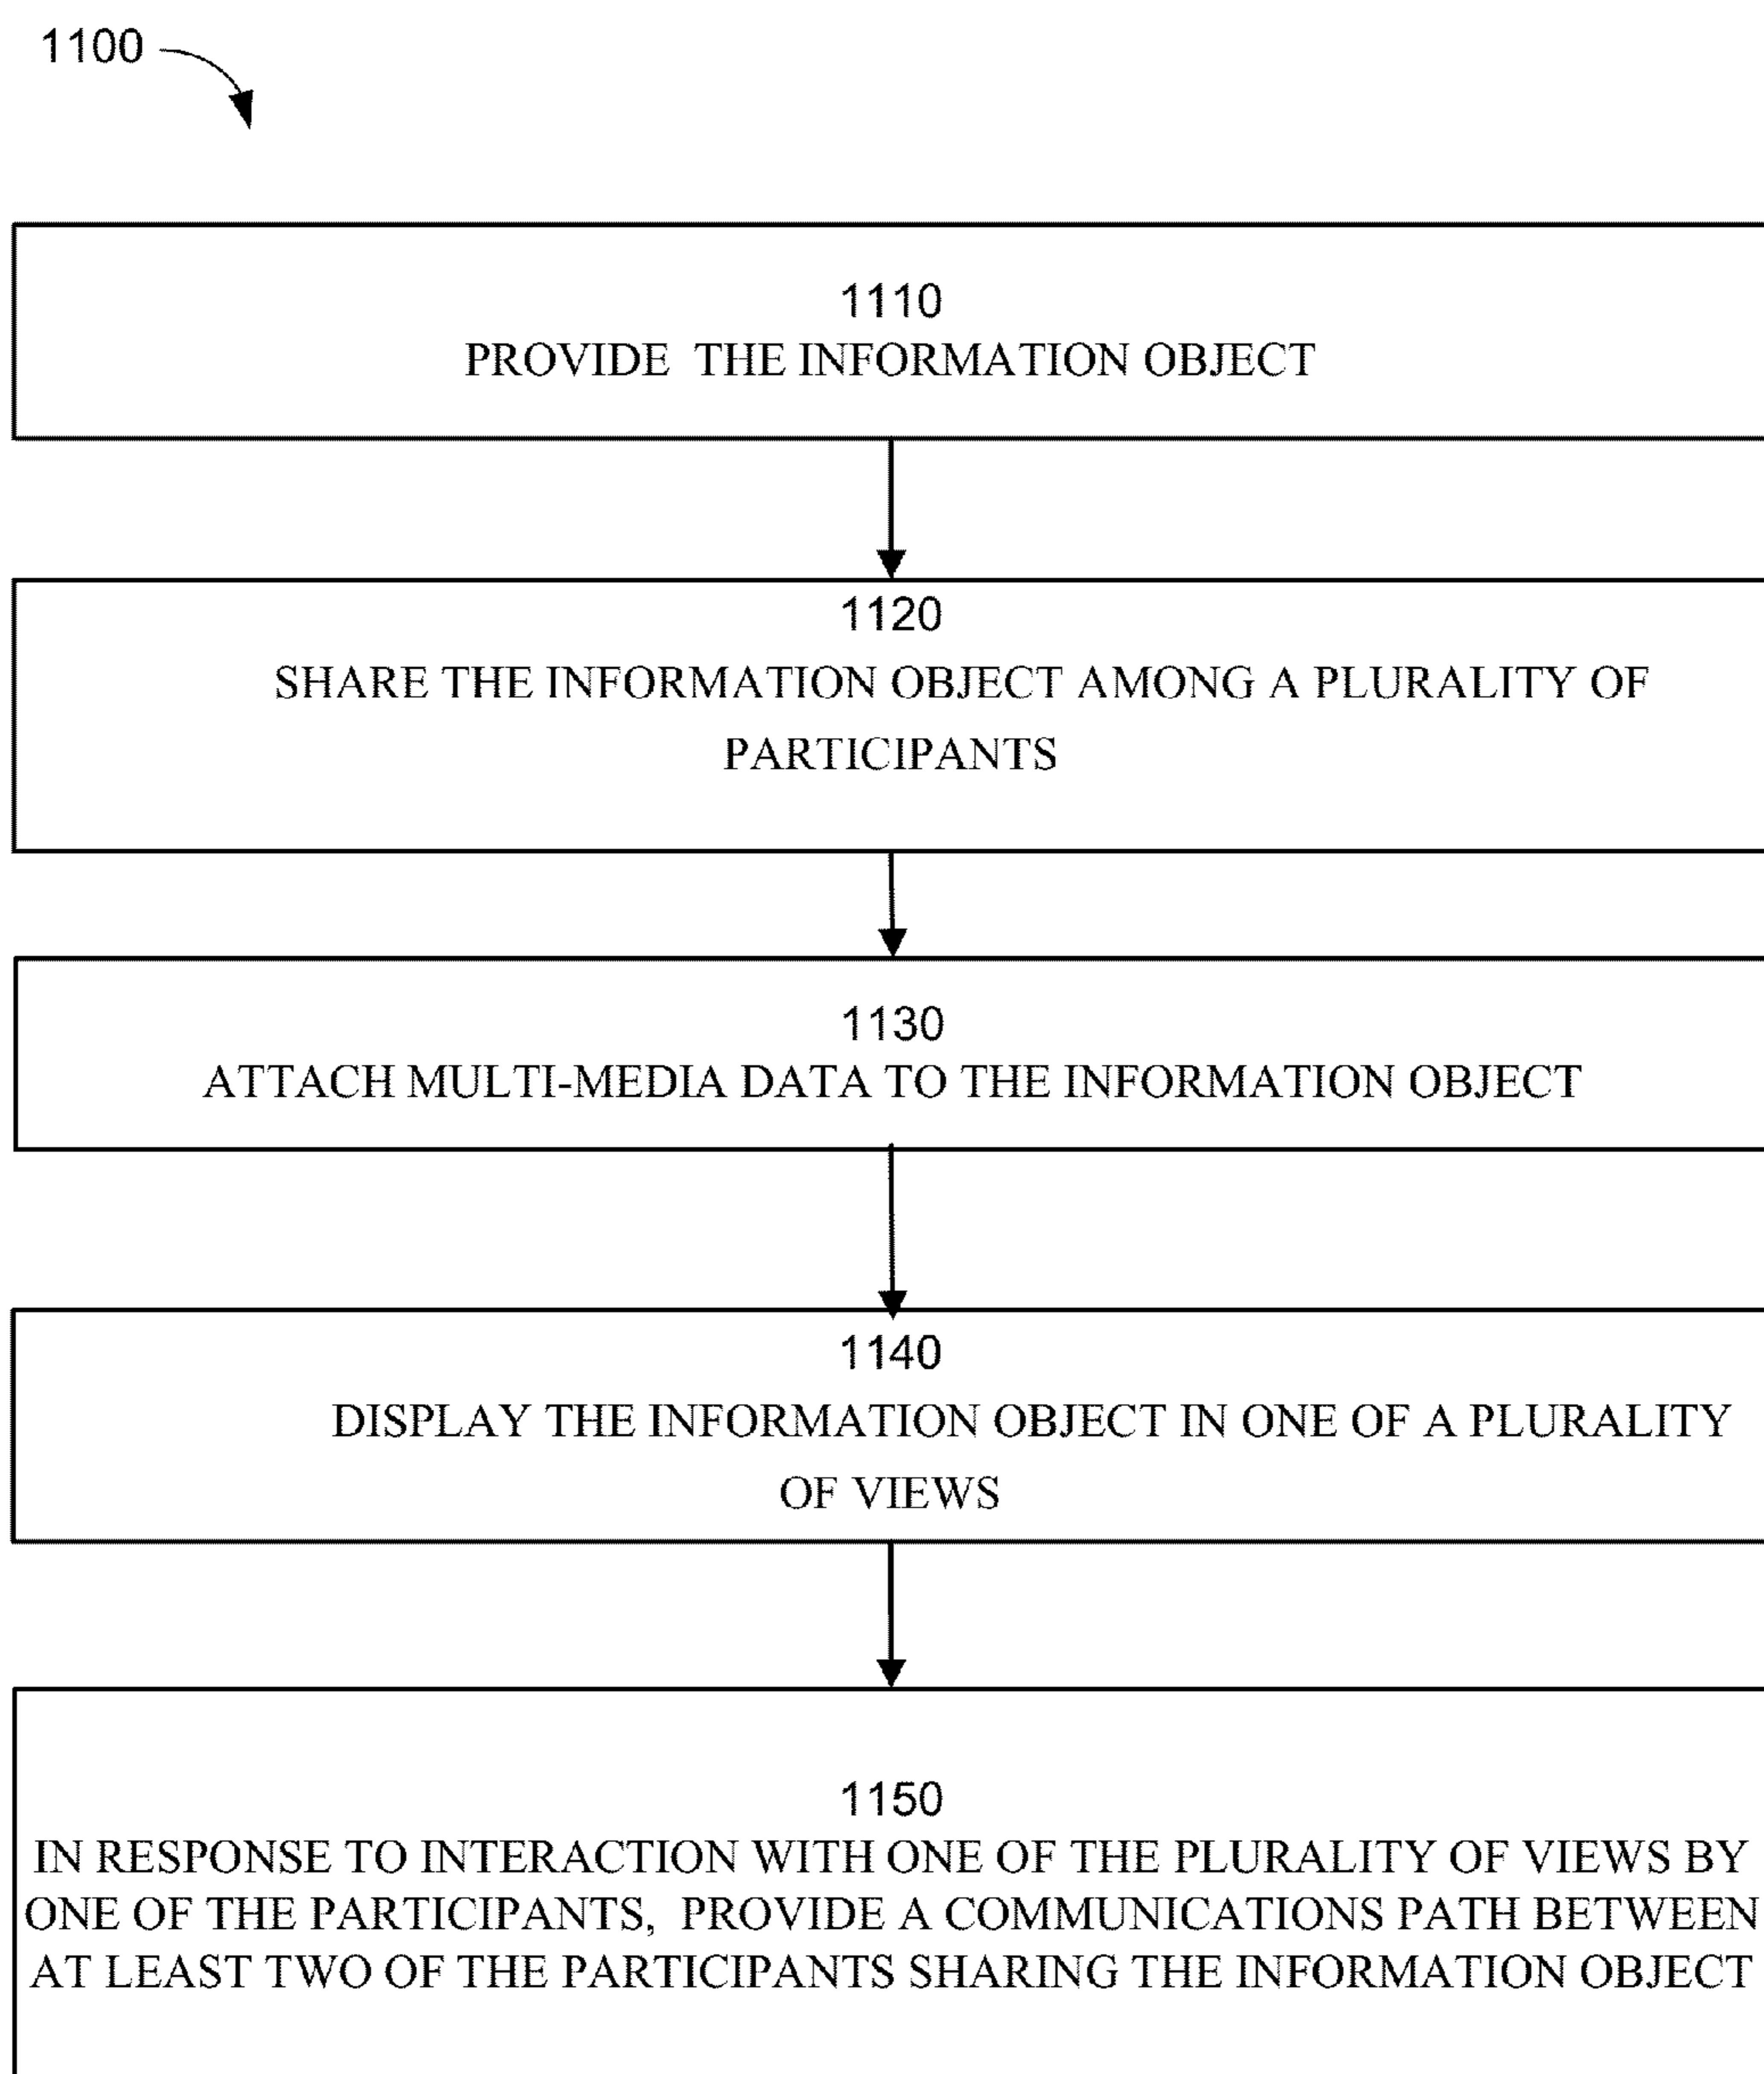 1100
1110
PROVIDE THE INFORMATION OBJECT
1120
SHARE THE INFORMATION OBJECT AMONG A PLURALITY OF
PARTICIPANTS
1130
ATTACH MULTI-MEDIA DATA TO THE INFORMATION OBJECT
1140
DISPLAY THE INFORMATION OBJECT IN ONE OF A PLURALITY
OF VIEWS
1150
IN RESPONSE TO INTERACTION WITH ONE OF THE PLURALITY OF VIEWS BY
ONE OF THE PARTICIPANTS, PROVIDE A COMMUNICATIONS PATH BETWEEN
AT LEAST TWO OF THE PARTICIPANTS SHARING THE INFORMATION OBJECT